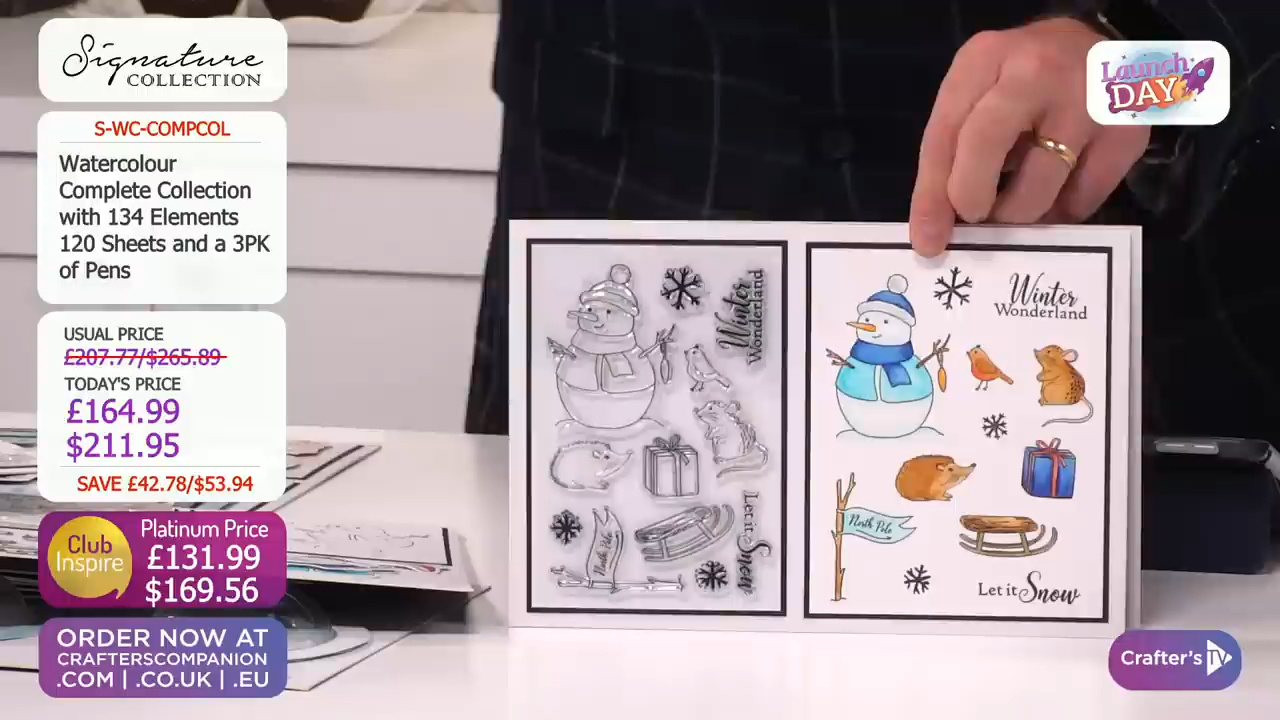 Signature
COLLECTION
S-WC-COMPCOL
Watercolour
Complete Collection
with 134 Elements
120 Sheets and a 3PK
of Pens
USUAL PRICE
£207.77/$265.89
TODAY'S PRICE
£164.99
$211.95
SAVE £42.78/$53.94
Club
Inspire
Platinum Price
£131.99
$169.56
ORDER NOW AT
CRAFTERSCOMPANION
.COM | .CO.UK | .EU
Launch
DAY
Winter
Wonderland
North Pole
Let it Snow
Winter
Wonderland
North Pole
Let it Snow
Crafter's TV